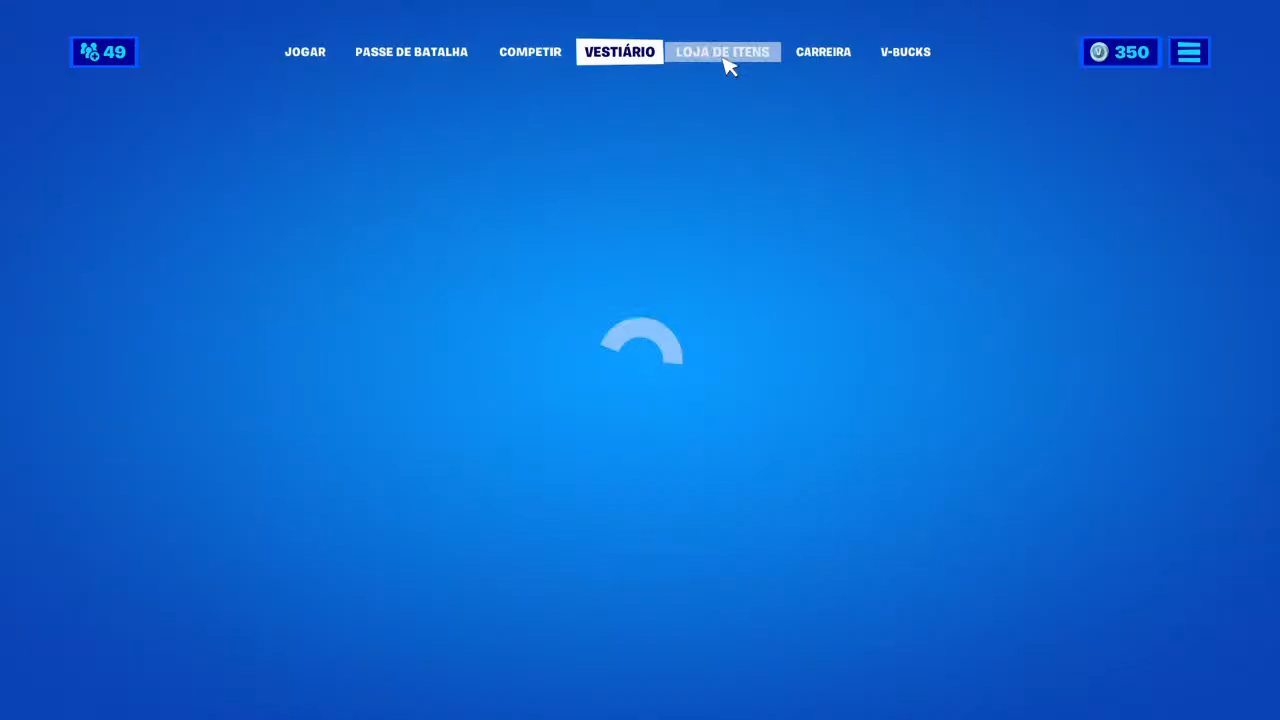 49 JOGAR PASSE DE BATALHA COMPETIR VESTIÁRIO LOJA DE ITENS CARREIRA V-BUCKS 350